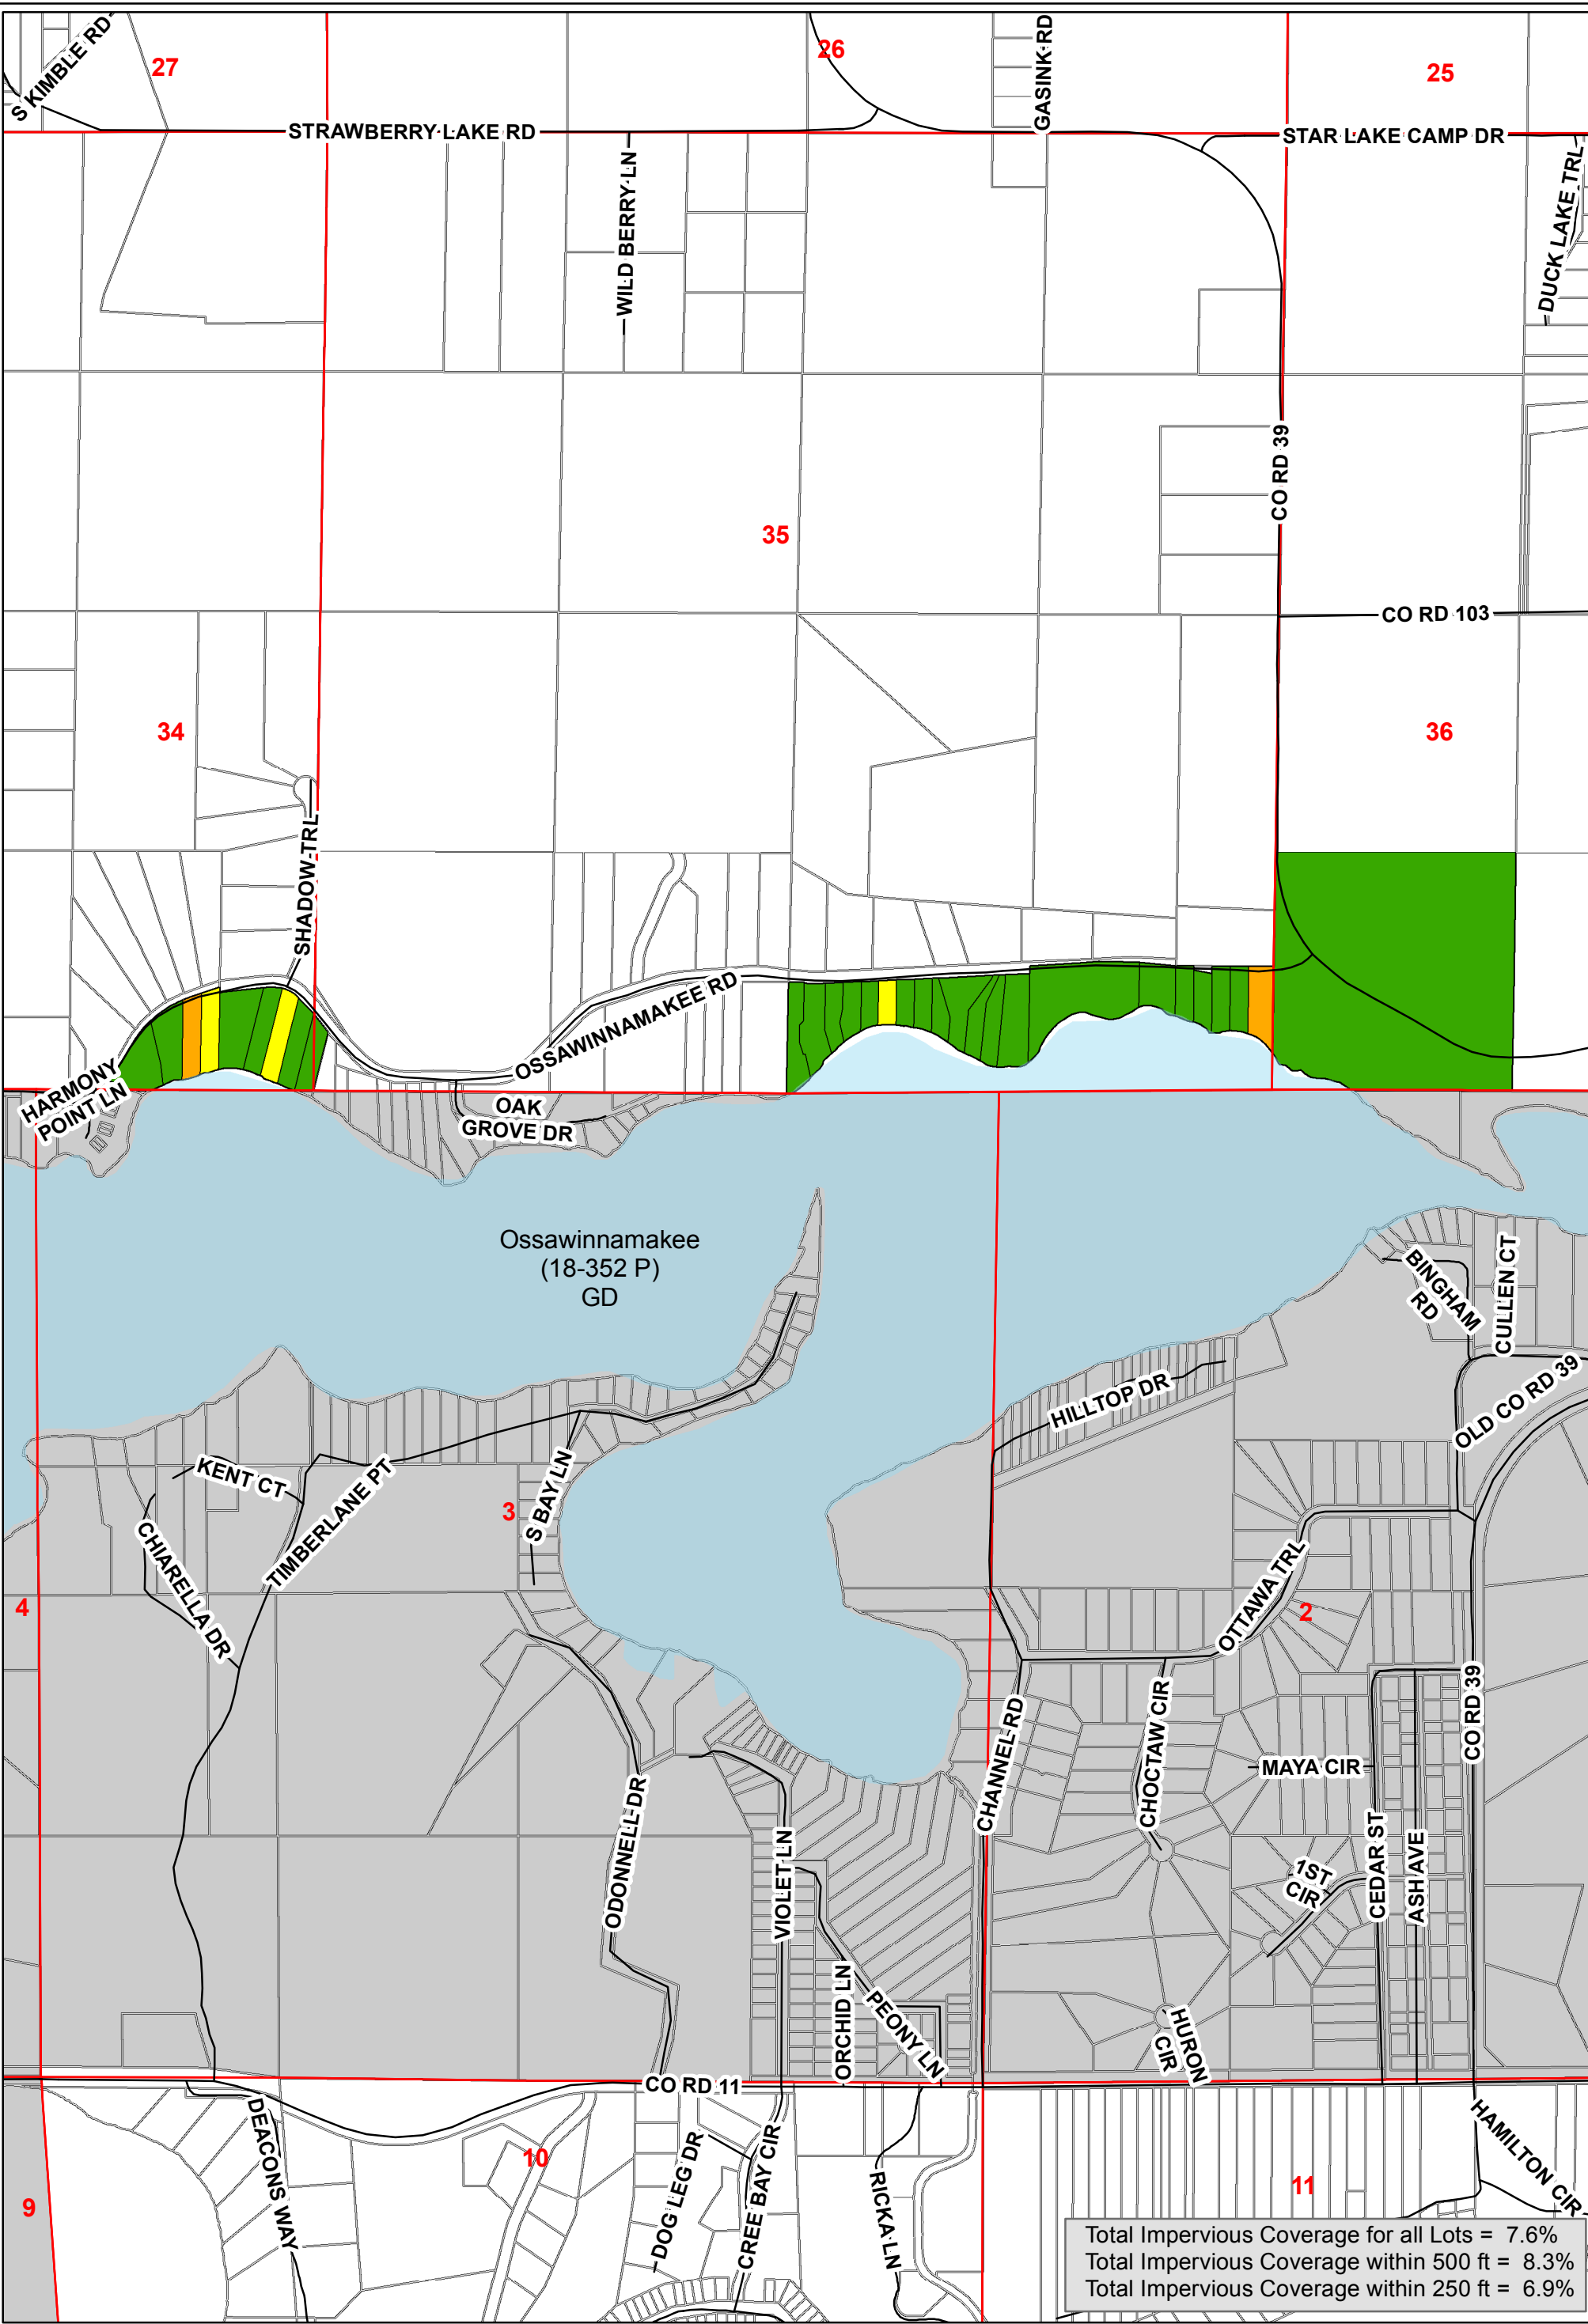 S KIMBLE RD
27
26
GASINK RD
25
STRAWBERRY LAKE RD
STAR LAKE CAMP DR
WILD BERRY LN
DUCK LAKE TRL
CO RD 39
35
CO RD 103
34
36
SHADOW TRL
OSSAWINNAMAKEE RD
HARMONY
POINT LN
OAK
GROVE DR
Ossawinnamakee
(18-352 P)
GD
BINGHAM
RD
CULLEN CT
HILLTOP DR
OLD CO RD 39
KENT CT
TIMBERLANE PT
S BAY LN
3
CHIARELLA DR
4
OTTAWA TRL
2
CHANNEL RD
CHOCTAW CIR
CO RD 39
MAYA CIR
ODONNELL DR
VIOLET LN
CEDAR ST
ASH AVE
1ST
CIR
ORCHID LN
PEONY LN
HURON
CIR
CO RD 11
DEACONS WAY
10
DOG LEG DR
CREE BAY CIR
RICKA LN
HAMILTON CIR
11
9
Total Impervious Coverage for all Lots = 7.6%
Total Impervious Coverage within 500 ft = 8.3%
Total Impervious Coverage within 250 ft = 6.9%